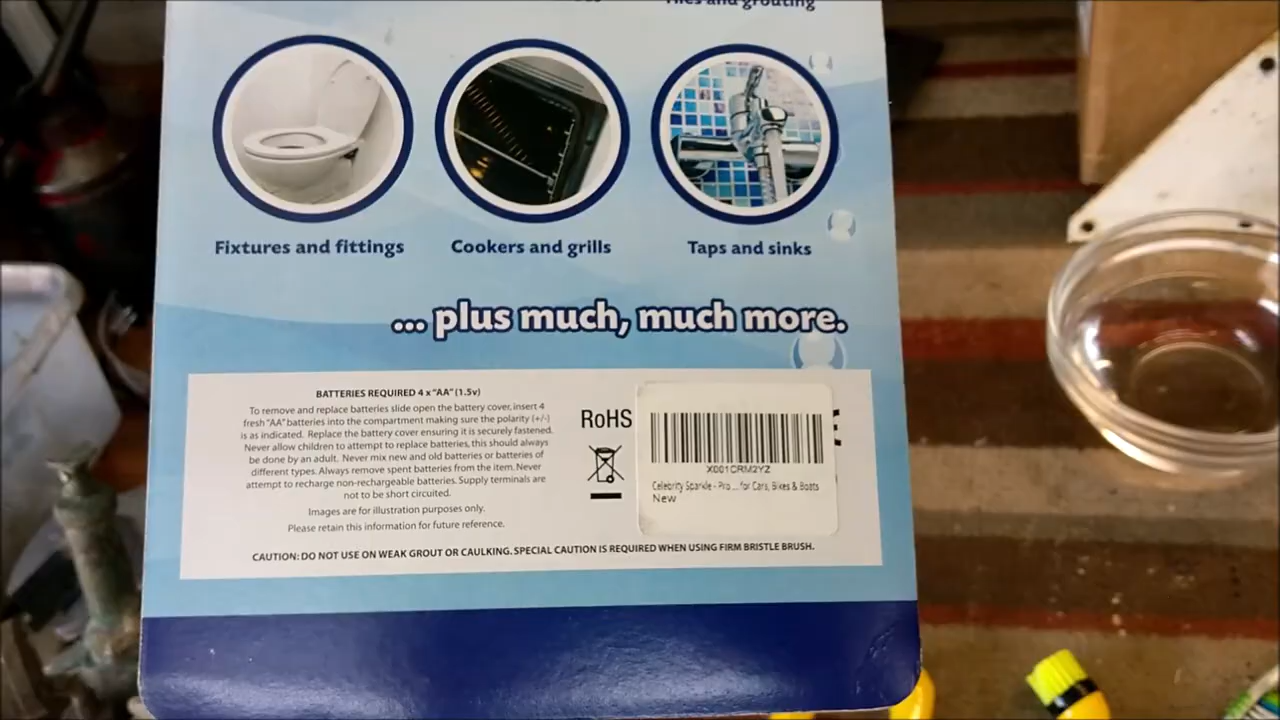 Tiles and grouting
Fixtures and fittings
Cookers and grills
Taps and sinks
... plus much, much more.
BATTERIES REQUIRED 4 x "AA" (1.5v)
To remove and replace batteries slide open the battery cover, insert 4
fresh "AA" batteries into the compartment making sure the polarity (+/-)
is as indicated. Replace the battery cover ensuring it is securely fastened.
Never allow children to attempt to replace batteries, this should always
be done by an adult. Never mix new and old batteries or batteries of
different types. Always remove spent batteries from the item. Never
attempt to recharge non-rechargeable batteries. Supply terminals are
not to be short circuited.
Images are for illustration purposes only.
Please retain this information for future reference.
RoHS
X001CRM2YZ
Celebrity Sparkle - Pro ... for Cars, Bikes & Boats
New
CAUTION: DO NOT USE ON WEAK GROUT OR CAULKING. SPECIAL CAUTION IS REQUIRED WHEN USING FIRM BRISTLE BRUSH.